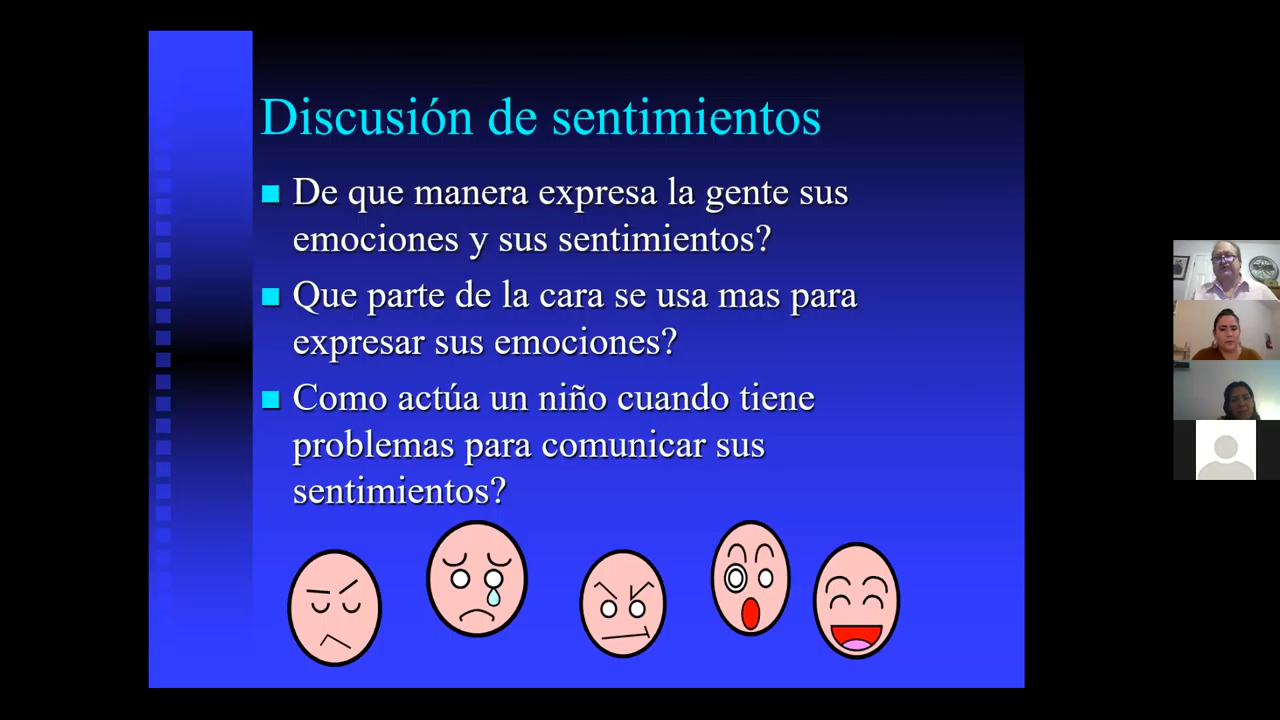 Discusión de sentimientos
De que manera expresa la gente sus
emociones y sus sentimientos?
Que parte de la cara se usa mas para
expresar sus emociones?
Como actúa un niño cuando tiene
problemas para comunicar sus
sentimientos?